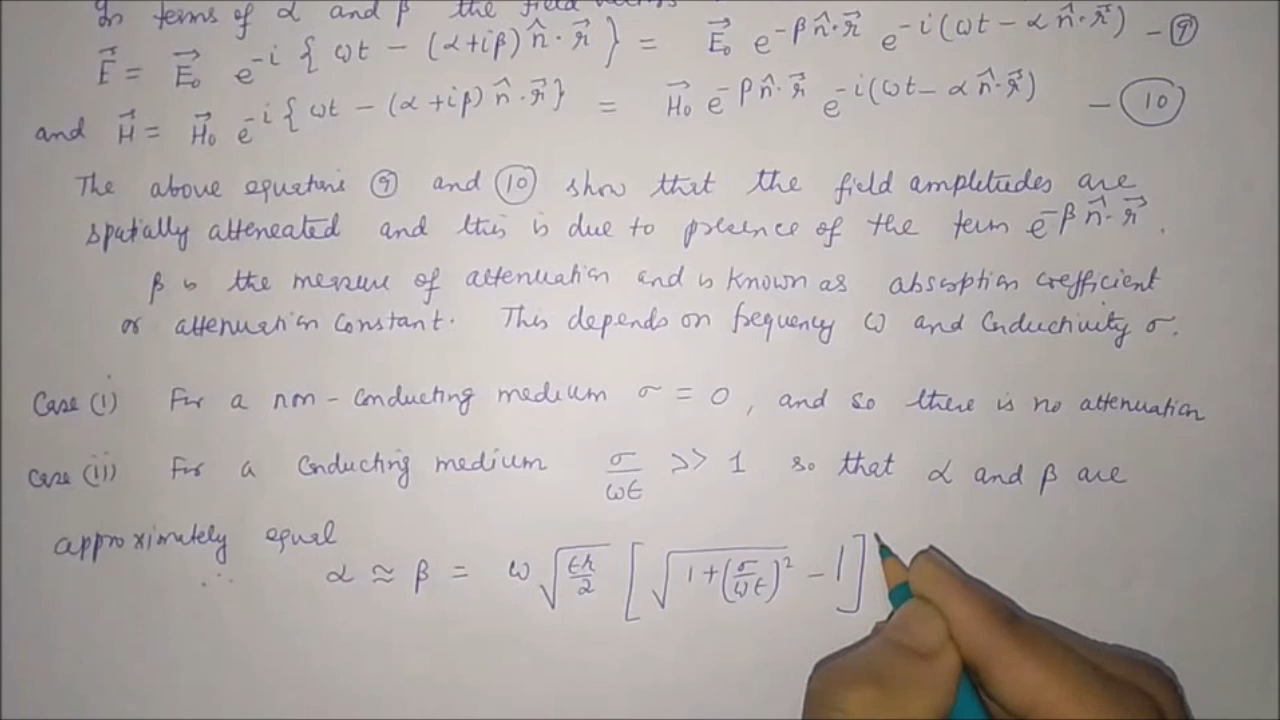 In terms of α and β the field vectors
E⃗ = E⃗₀ e^{-i{ωt − (α+iβ) n̂·r⃗}} = E⃗₀ e^{-β n̂·r⃗} e^{-i(ωt − α n̂·r⃗)} — ⑨
and H⃗ = H⃗₀ e^{-i{ωt − (α+iβ) n̂·r⃗}} = H⃗₀ e^{-β n̂·r⃗} e^{-i(ωt − α n̂·r⃗)} — ⑩
The above equations ⑨ and ⑩ show that the field amplitudes are
spatially atteneated and this is due to presence of the term e^{-β n̂·r⃗}.
β is the measure of attenuation and is known as absorption coefficient
or attenuation constant. This depends on frequency ω and conductivity σ.
Case (i) For a non-conducting medium σ = 0, and so there is no attenuation
Case (ii) For a conducting medium σ/ωϵ >> 1 so that α and β are
approximately equal
∴ α ≈ β = ω √(ϵμ/2) [√(1+(σ/ωϵ)²) − 1]